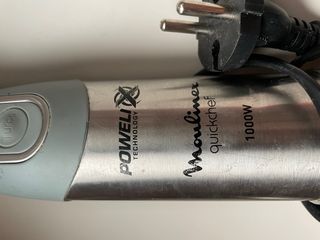 POWELIX
TECHNOLOGY
Moulinex
quickchef
1000W